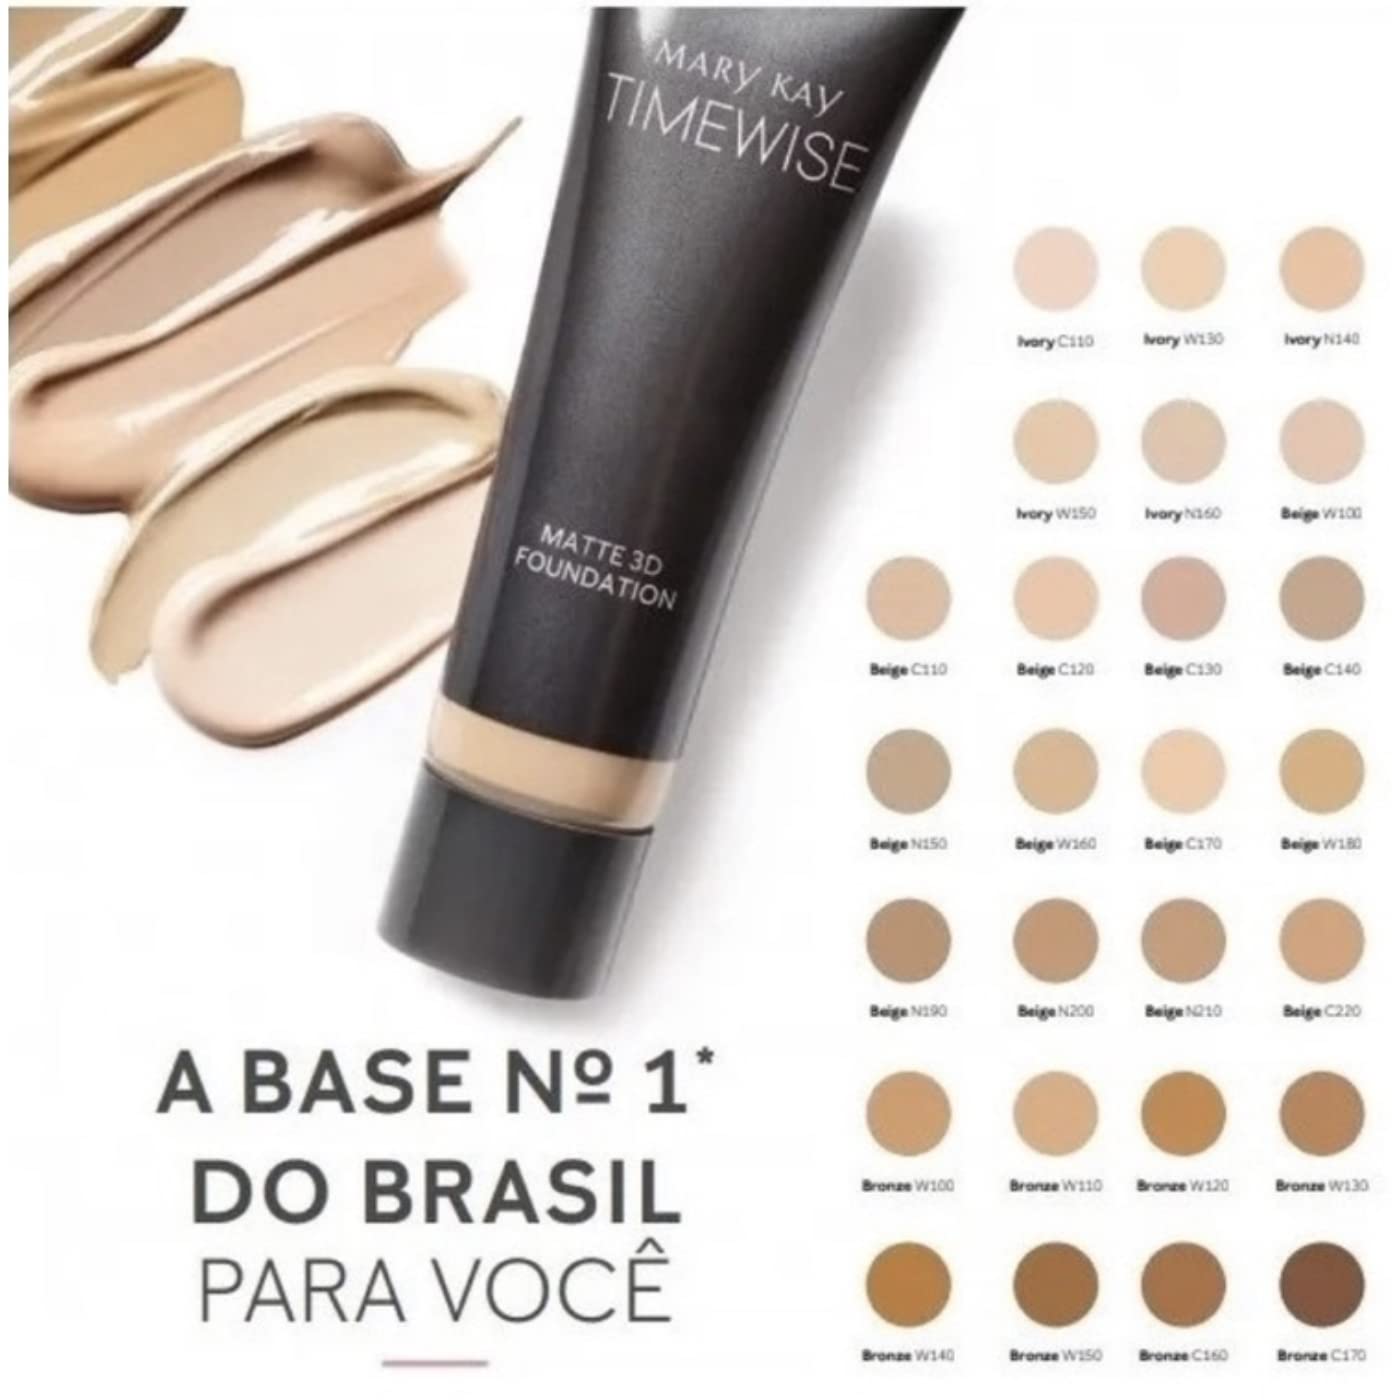 MARY KAY
TIMEWISE
MATTE 3D
FOUNDATION
Ivory C110 Ivory W130 Ivory N140
Ivory W150 Ivory N160 Beige W100
Beige C110 Beige C120 Beige C130 Beige C140
Beige N150 Beige W160 Beige C170 Beige W180
Beige N190 Beige N200 Beige N210 Beige C220
Bronze W100 Bronze W110 Bronze W120 Bronze W130
Bronze W140 Bronze W150 Bronze C160 Bronze C170
A BASE Nº 1*
DO BRASIL
PARA VOCÊ